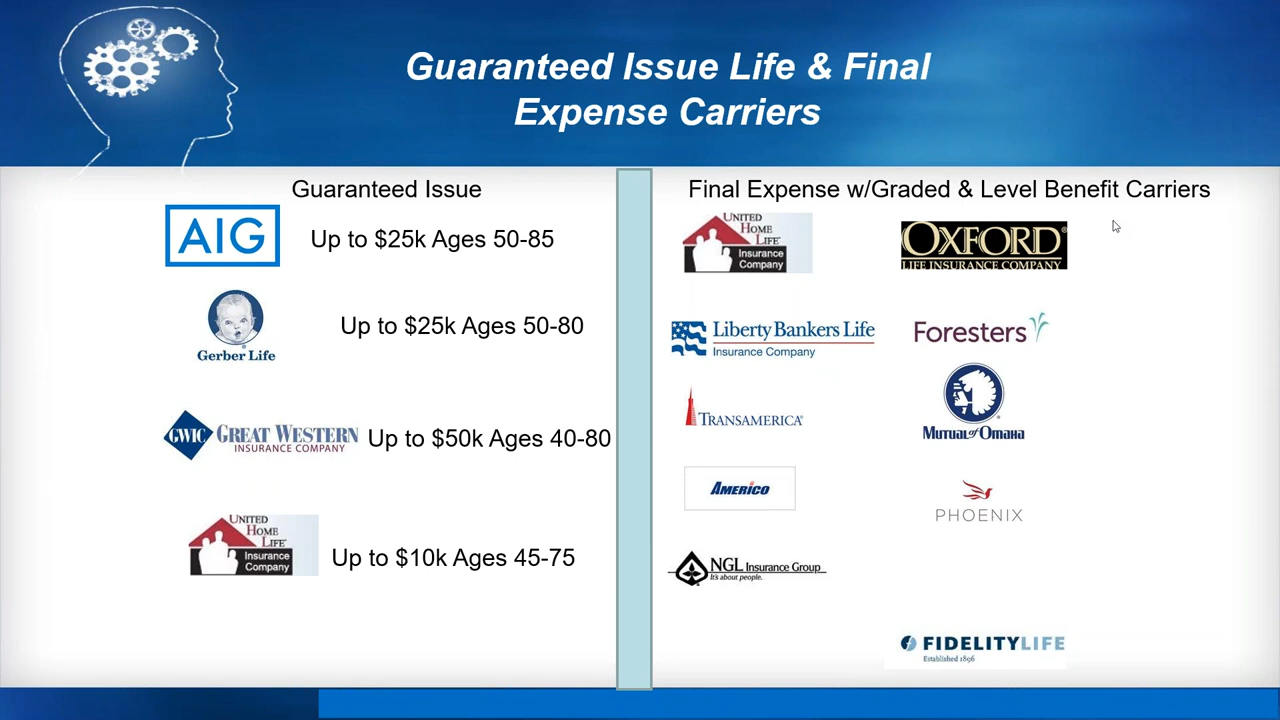 Guaranteed Issue Life & Final
Expense Carriers
Guaranteed Issue
AIG
Up to $25k Ages 50-85
Gerber Life
Up to $25k Ages 50-80
GWIC
GREAT WESTERN
INSURANCE COMPANY
Up to $50k Ages 40-80
UNITED
HOME
LIFE
Insurance
Company
Up to $10k Ages 45-75
Final Expense w/Graded & Level Benefit Carriers
UNITED
HOME
LIFE
Insurance
Company
OXFORD®
LIFE INSURANCE COMPANY
Liberty Bankers Life
Insurance Company
Foresters
TRANSAMERICA®
MUTUAL of OMAHA
AMERICO
PHOENIX
NGL Insurance Group
It's about people.
FIDELITYLIFE
Established 1896